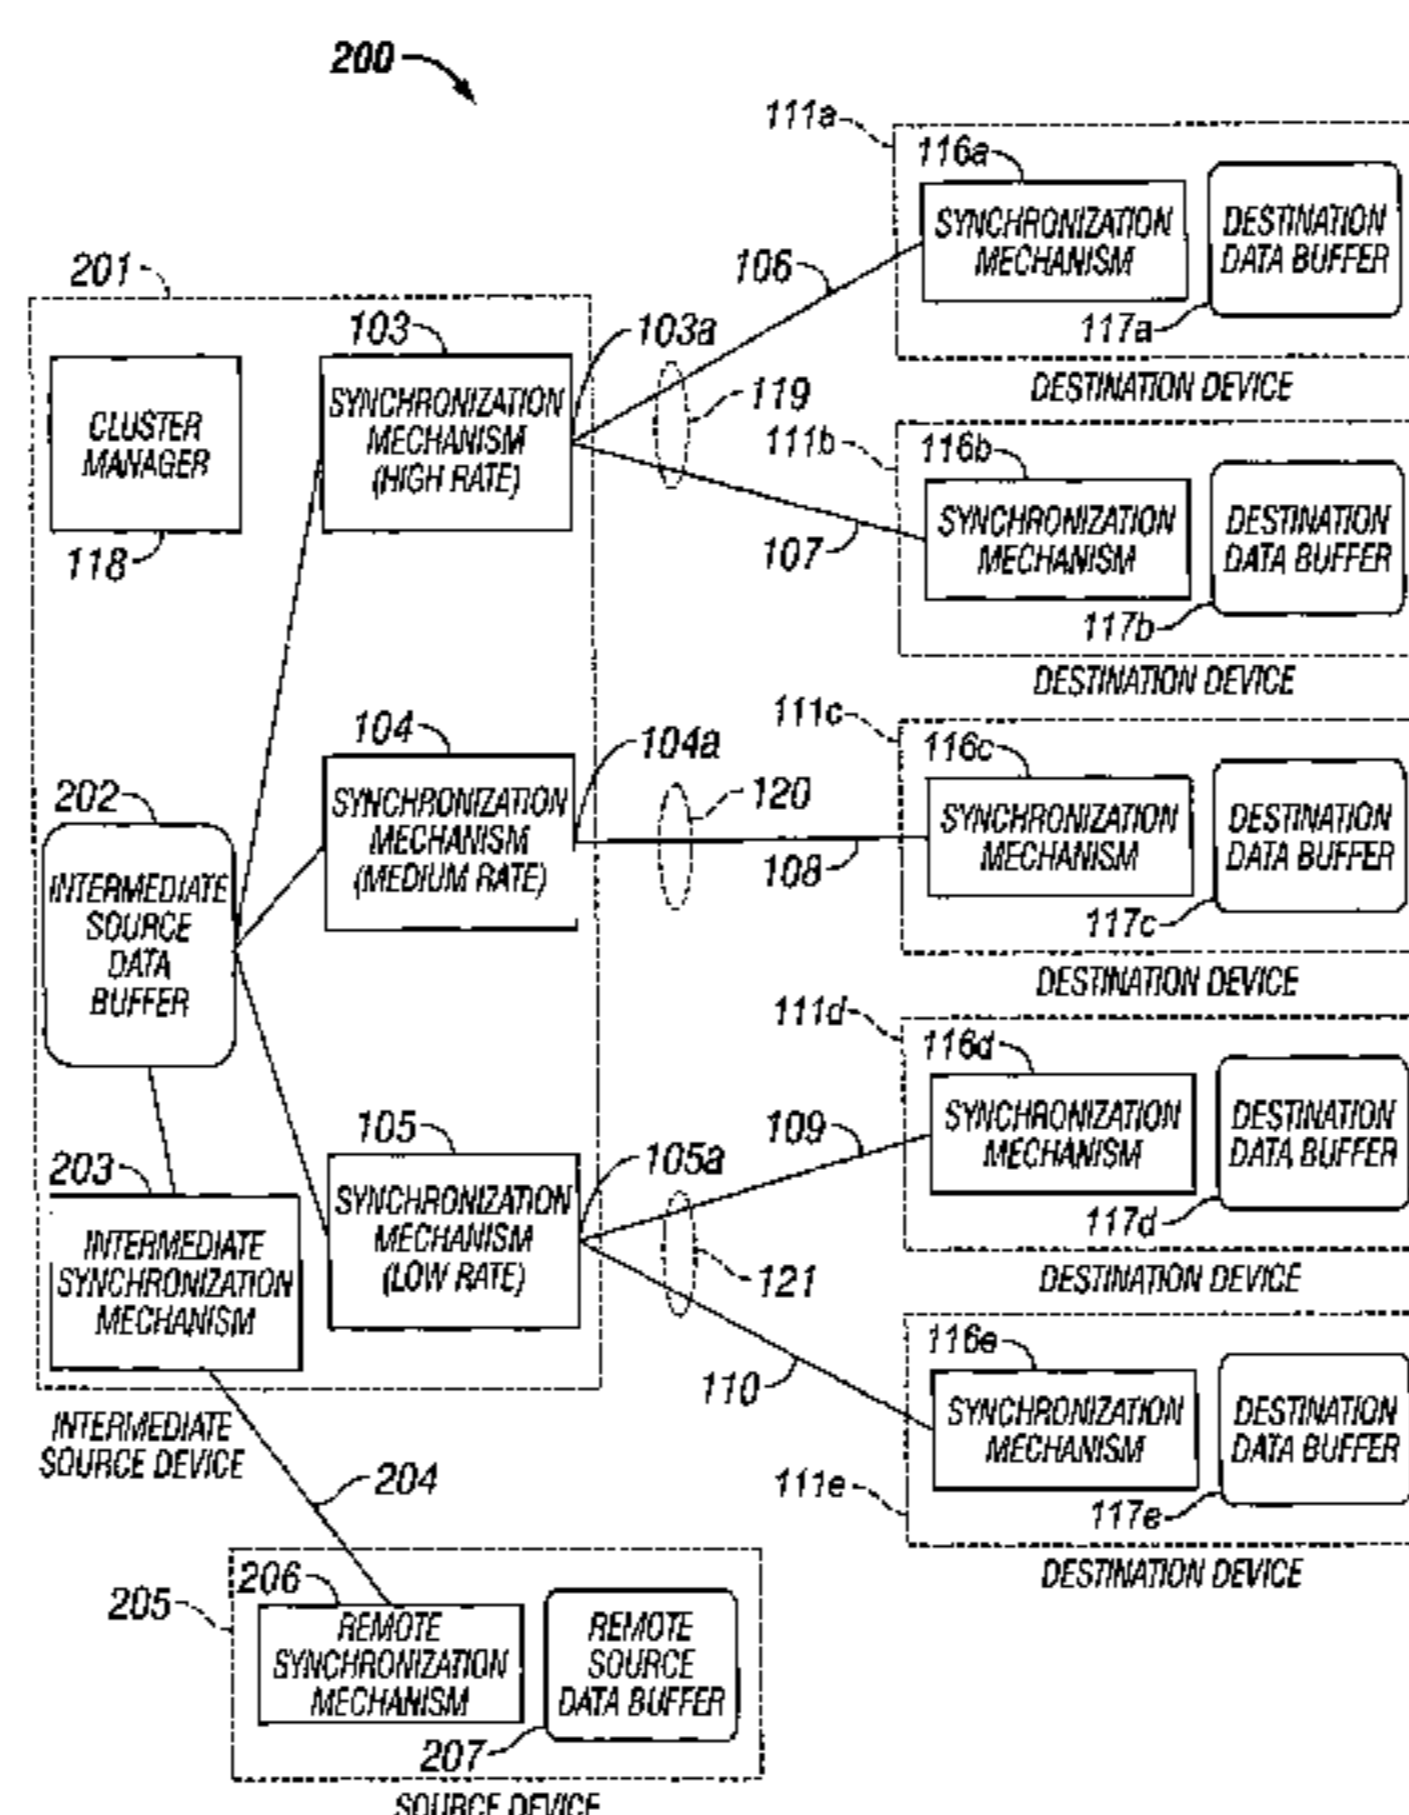 200
111a
116a
SYNCHRONIZATION
MECHANISM
DESTINATION
DATA BUFFER
117a
DESTINATION DEVICE
106
201
103
103a
SYNCHRONIZATION
MECHANISM
(HIGH RATE)
CLUSTER
MANAGER
118
119
111b
116b
SYNCHRONIZATION
MECHANISM
DESTINATION
DATA BUFFER
117b
DESTINATION DEVICE
107
104
104a
SYNCHRONIZATION
MECHANISM
(MEDIUM RATE)
120
108
111c
116c
SYNCHRONIZATION
MECHANISM
DESTINATION
DATA BUFFER
117c
DESTINATION DEVICE
202
INTERMEDIATE
SOURCE
DATA
BUFFER
111d
116d
SYNCHRONIZATION
MECHANISM
DESTINATION
DATA BUFFER
117d
DESTINATION DEVICE
109
105
105a
SYNCHRONIZATION
MECHANISM
(LOW RATE)
121
110
203
INTERMEDIATE
SYNCHRONIZATION
MECHANISM
INTERMEDIATE
SOURCE DEVICE
111e
116e
SYNCHRONIZATION
MECHANISM
DESTINATION
DATA BUFFER
117e
DESTINATION DEVICE
204
205
206
REMOTE
SYNCHRONIZATION
MECHANISM
REMOTE
SOURCE
DATA BUFFER
207
SOURCE DEVICE